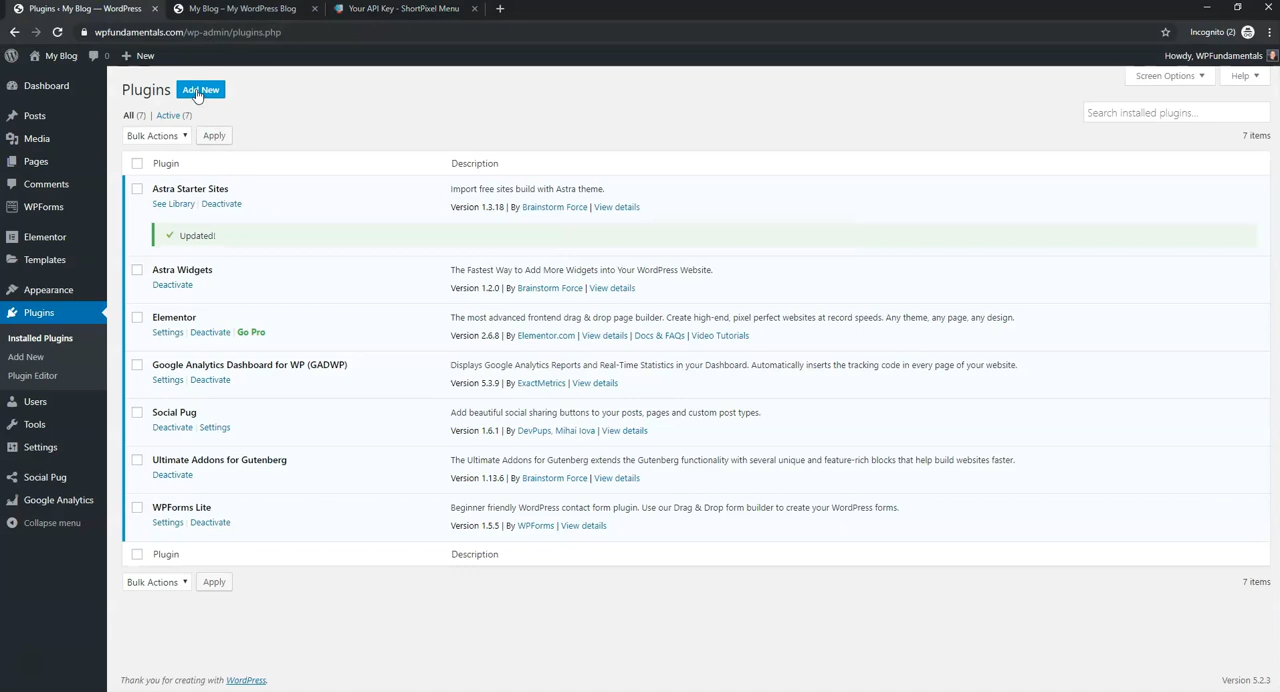 Plugins ‹ My Blog — WordPress
My Blog – My WordPress Blog
Your API Key - ShortPixel Menu
wpfundamentals.com/wp-admin/plugins.php
Incognito (2)
My Blog 0 New
Howdy, WPFundamentals
Dashboard
Posts
Media
Pages
Comments
WPForms
Elementor
Templates
Appearance
Plugins
Installed Plugins
Add New
Plugin Editor
Users
Tools
Settings
Social Pug
Google Analytics
Collapse menu
Plugins Add New
Screen Options Help
All (7) | Active (7)
Search installed plugins...
Bulk Actions Apply
7 items
Plugin Description
Astra Starter Sites Import free sites build with Astra theme.
See Library | Deactivate Version 1.3.18 | By Brainstorm Force | View details
Updated!
Astra Widgets The Fastest Way to Add More Widgets into Your WordPress Website.
Deactivate Version 1.2.0 | By Brainstorm Force | View details
Elementor The most advanced frontend drag & drop page builder. Create high-end, pixel perfect websites at record speeds. Any theme, any page, any design.
Settings | Deactivate | Go Pro Version 2.6.8 | By Elementor.com | View details | Docs & FAQs | Video Tutorials
Google Analytics Dashboard for WP (GADWP) Displays Google Analytics Reports and Real-Time Statistics in your Dashboard. Automatically inserts the tracking code in every page of your website.
Settings | Deactivate Version 5.3.9 | By ExactMetrics | View details
Social Pug Add beautiful social sharing buttons to your posts, pages and custom post types.
Deactivate | Settings Version 1.6.1 | By DevPups, Mihai Iova | View details
Ultimate Addons for Gutenberg The Ultimate Addons for Gutenberg extends the Gutenberg functionality with several unique and feature-rich blocks that help build websites faster.
Deactivate Version 1.13.6 | By Brainstorm Force | View details
WPForms Lite Beginner friendly WordPress contact form plugin. Use our Drag & Drop form builder to create your WordPress forms.
Settings | Deactivate Version 1.5.5 | By WPForms | View details
Plugin Description
Bulk Actions Apply
7 items
Thank you for creating with WordPress.
Version 5.2.3